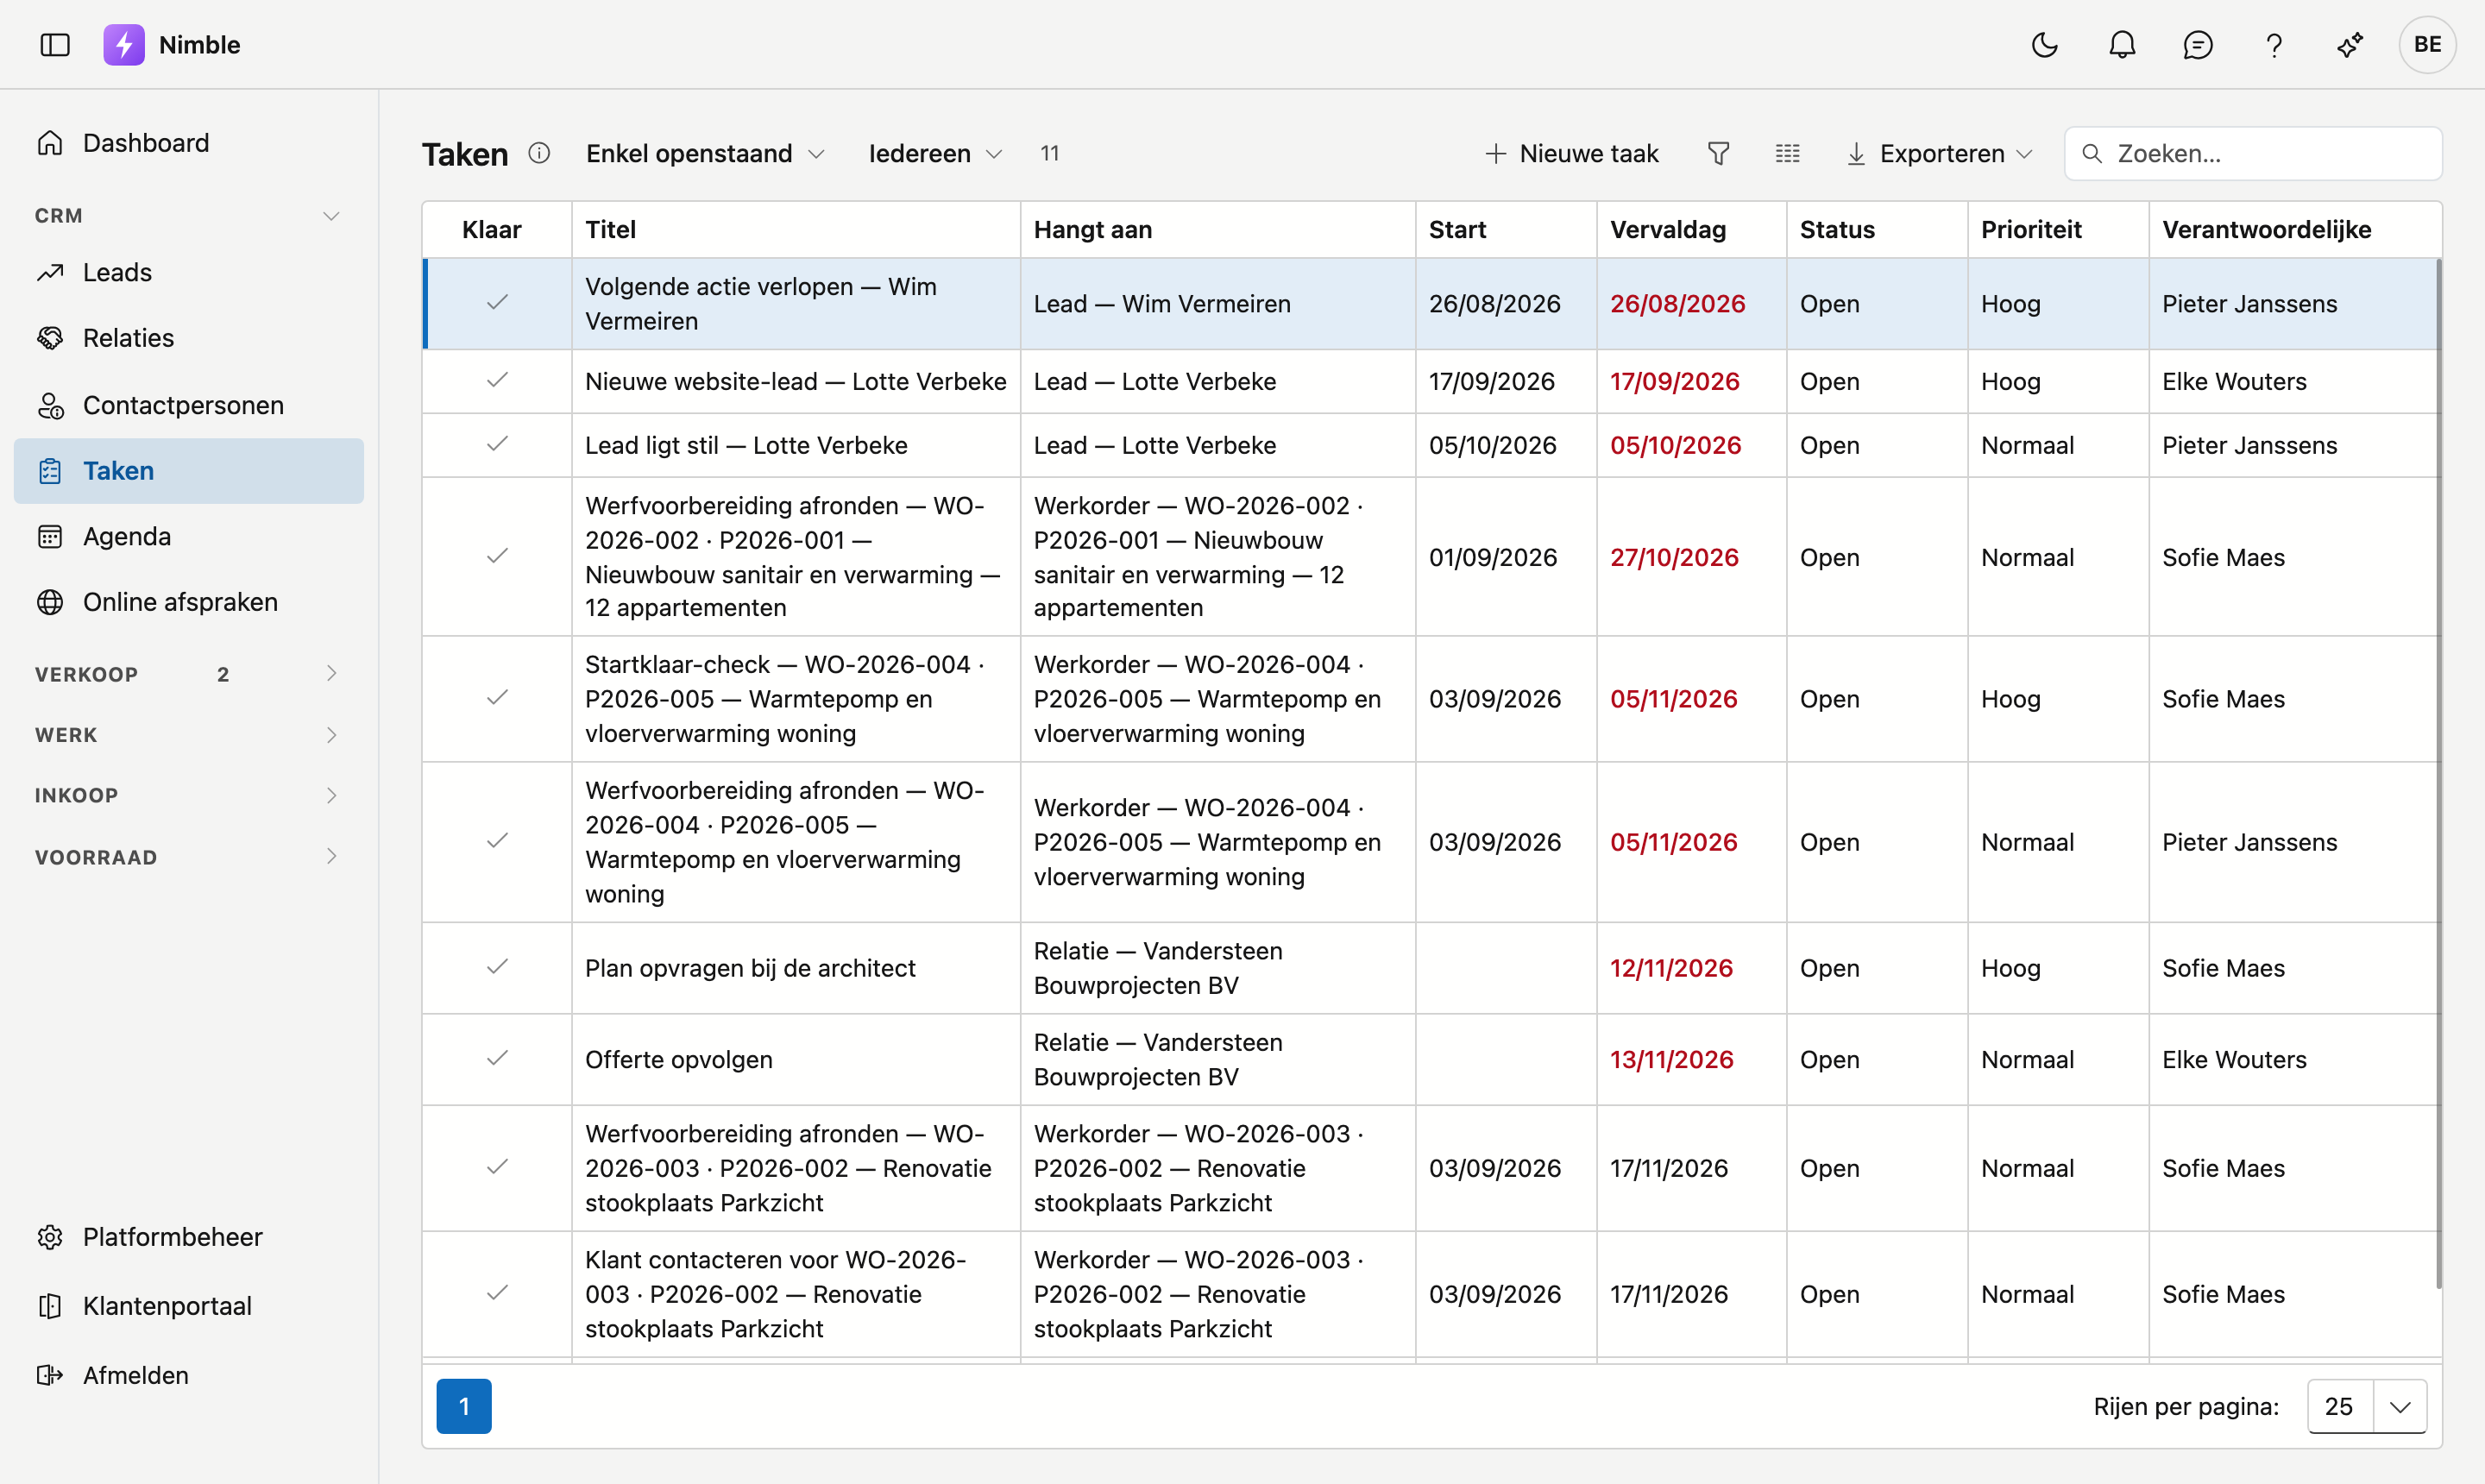 Nimble
BE
Dashboard
CRM
Leads
Relaties
Contactpersonen
Taken
Agenda
Online afspraken
VERKOOP 2
WERK
INKOOP
VOORRAAD
Platformbeheer
Klantenportaal
Afmelden
Taken Enkel openstaand Iedereen 11 Nieuwe taak Exporteren Zoeken...
Klaar Titel Hangt aan Start Vervaldag Status Prioriteit Verantwoordelijke
Volgende actie verlopen — Wim
Vermeiren
Lead — Wim Vermeiren
26/08/2026 26/08/2026 Open Hoog Pieter Janssens
Nieuwe website-lead — Lotte Verbeke Lead — Lotte Verbeke 17/09/2026 17/09/2026 Open Hoog Elke Wouters
Lead ligt stil — Lotte Verbeke Lead — Lotte Verbeke 05/10/2026 05/10/2026 Open Normaal Pieter Janssens
Werfvoorbereiding afronden — WO-
2026-002 · P2026-001 —
Nieuwbouw sanitair en verwarming —
12 appartementen
Werkorder — WO-2026-002 ·
P2026-001 — Nieuwbouw
sanitair en verwarming — 12
appartementen
01/09/2026 27/10/2026 Open Normaal Sofie Maes
Startklaar-check — WO-2026-004 ·
P2026-005 — Warmtepomp en
vloerverwarming woning
Werkorder — WO-2026-004 ·
P2026-005 — Warmtepomp en
vloerverwarming woning
03/09/2026 05/11/2026 Open Hoog Sofie Maes
Werfvoorbereiding afronden — WO-
2026-004 · P2026-005 —
Warmtepomp en vloerverwarming
woning
Werkorder — WO-2026-004 ·
P2026-005 — Warmtepomp en
vloerverwarming woning
03/09/2026 05/11/2026 Open Normaal Pieter Janssens
Plan opvragen bij de architect
Relatie — Vandersteen
Bouwprojecten BV
12/11/2026 Open Hoog Sofie Maes
Offerte opvolgen
Relatie — Vandersteen
Bouwprojecten BV
13/11/2026 Open Normaal Elke Wouters
Werfvoorbereiding afronden — WO-
2026-003 · P2026-002 — Renovatie
stookplaats Parkzicht
Werkorder — WO-2026-003 ·
P2026-002 — Renovatie
stookplaats Parkzicht
03/09/2026 17/11/2026 Open Normaal Sofie Maes
Klant contacteren voor WO-2026-
003 · P2026-002 — Renovatie
stookplaats Parkzicht
Werkorder — WO-2026-003 ·
P2026-002 — Renovatie
stookplaats Parkzicht
03/09/2026 17/11/2026 Open Normaal Sofie Maes
1 Rijen per pagina: 25